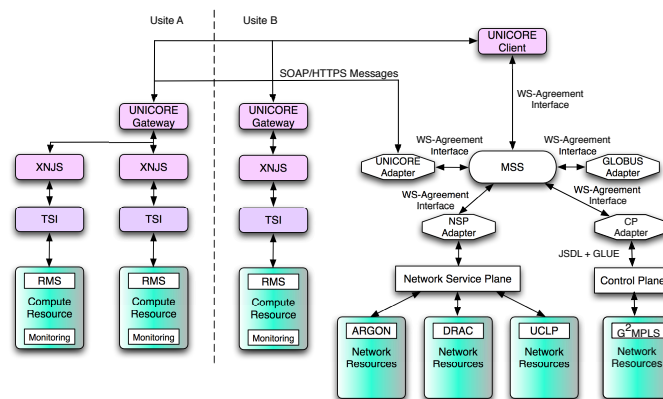 Usite A
Usite B
UNICORE
Client
SOAP/HTTPS Messages
WS-Agreement
Interface
UNICORE
Gateway
UNICORE
Gateway
WS-Agreement
Interface
WS-Agreement
Interface
XNJS
XNJS
XNJS
UNICORE
Adapter
MSS
GLOBUS
Adapter
WS-Agreement
Interface
WS-Agreement
Interface
TSI
TSI
TSI
NSP
Adapter
CP
Adapter
JSDL + GLUE
RMS
Compute
Resource
Monitoring
RMS
Compute
Resource
Monitoring
RMS
Compute
Resource
Monitoring
Network Service Plane
Control Plane
ARGON
Network
Resources
DRAC
Network
Resources
UCLP
Network
Resources
G²MPLS
Network
Resources